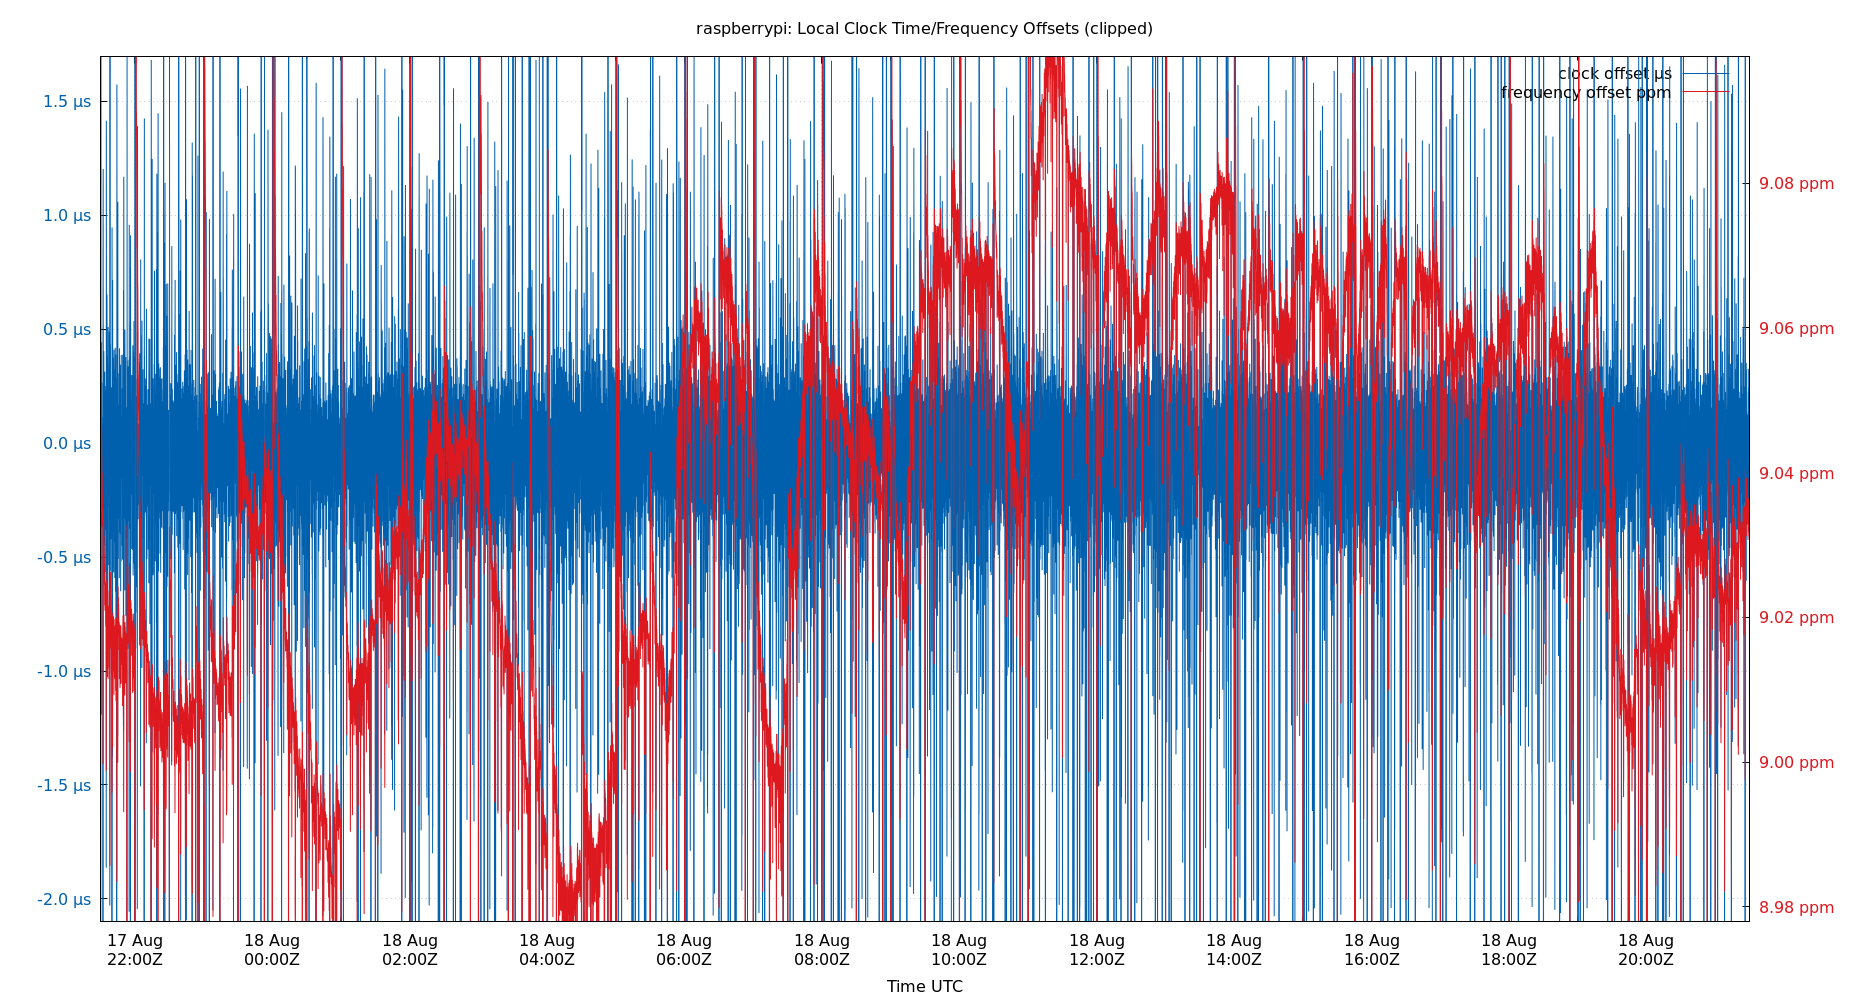 raspberrypi: Local Clock Time/Frequency Offsets (clipped)
clock offset µs
frequency offset ppm
1.5 µs
1.0 µs
0.5 µs
0.0 µs
-0.5 µs
-1.0 µs
-1.5 µs
-2.0 µs
9.08 ppm
9.06 ppm
9.04 ppm
9.02 ppm
9.00 ppm
8.98 ppm
17 Aug 18 Aug 18 Aug 18 Aug 18 Aug 18 Aug 18 Aug 18 Aug 18 Aug 18 Aug 18 Aug 18 Aug
22:00Z 00:00Z 02:00Z 04:00Z 06:00Z 08:00Z 10:00Z 12:00Z 14:00Z 16:00Z 18:00Z 20:00Z
Time UTC